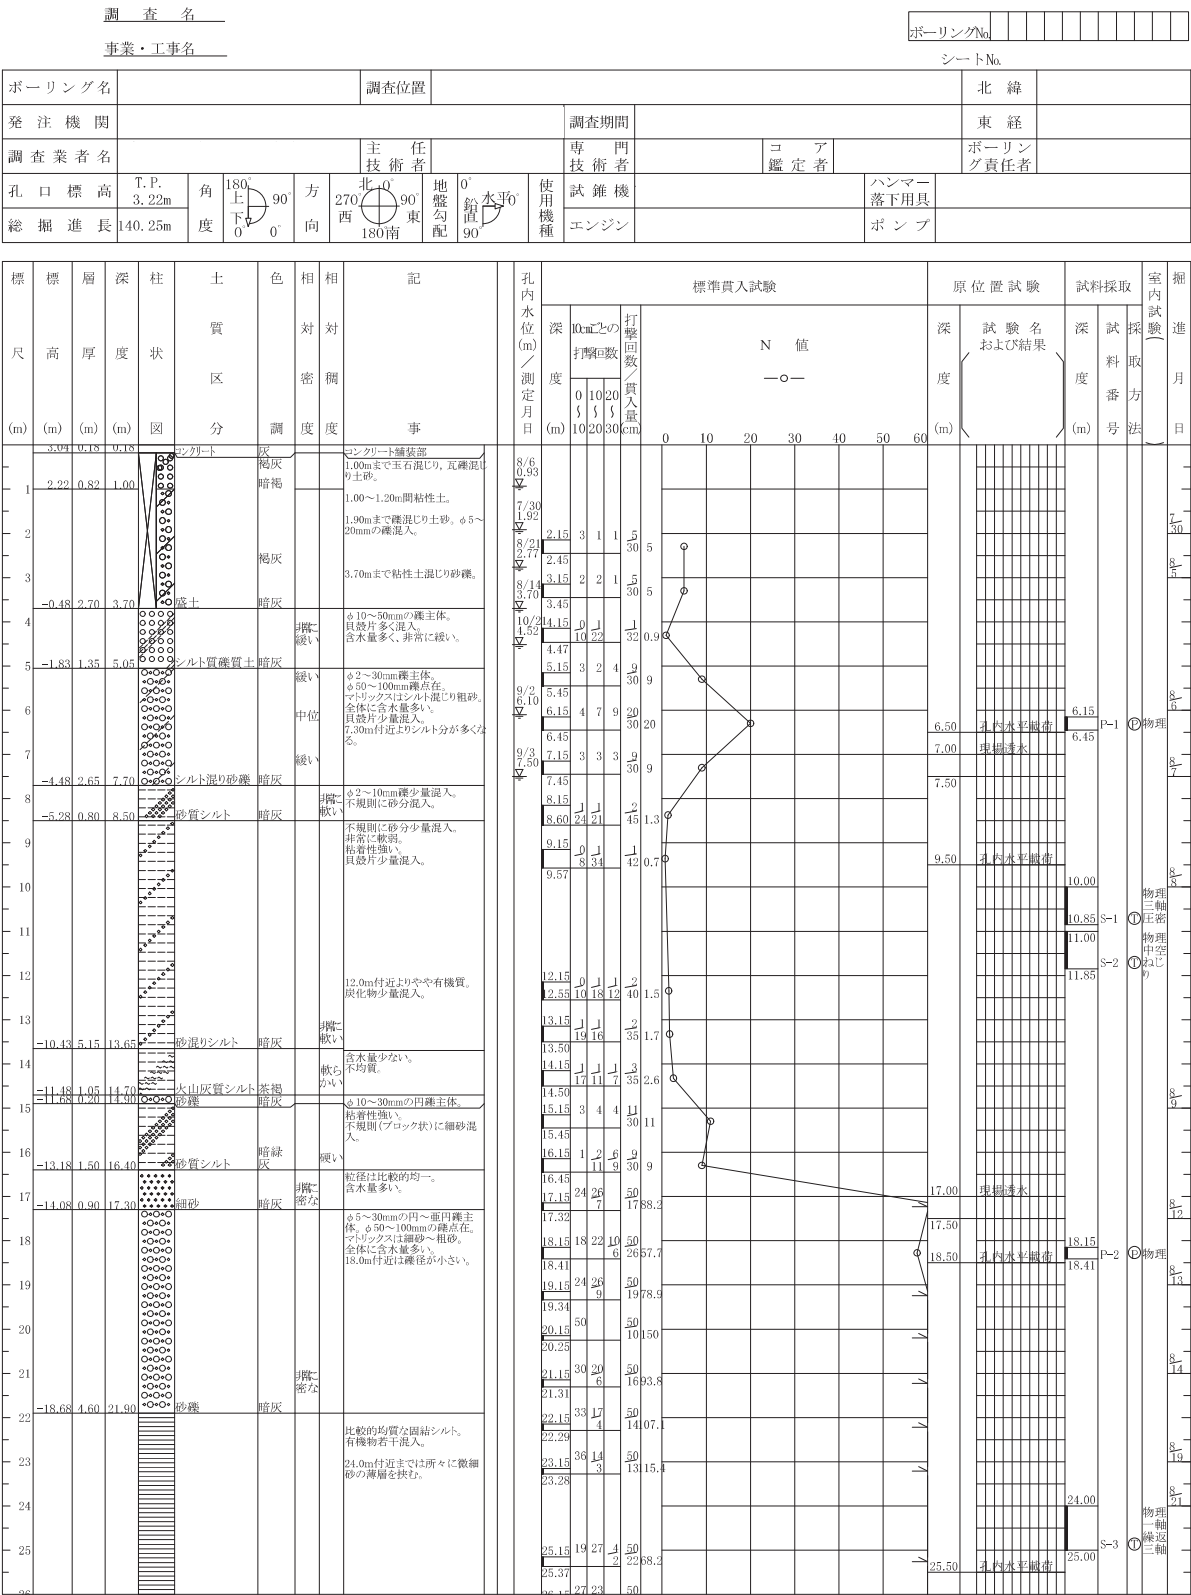 調査名
事業・工事名
ボーリングNo.
シートNo.
ボーリング名 調査位置 北緯
発注機関 調査期間 東経
調査業者名 主任技術者 専門技術者 コア鑑定者 ボーリング責任者
孔口標高 T.P. 3.22m 角度 180° 上 下 0° 90° 0° 方向 北 0° 270° 西 90° 東 180°南 地盤勾配 0° 鉛直 90° 水平0° 使用機種 試錐機 ハンマー落下用具
総掘進長 140.25m エンジン ポンプ
標尺(m) 標高(m) 層厚(m) 深度(m) 柱状図 土質区分 色調 相対密度 相対稠度 記事 孔内水位(m)/測定月日 標準貫入試験 原位置試験 試料採取 室内試験() 掘進月日
深度(m) 10cmごとの打撃回数 0~10 10~20 20~30 打撃回数/貫入量(cm) N値
0 10 20 30 40 50 60
深度(m) 試験名および結果 深度(m) 試料番号 採取方法
3.04 0.18 0.18 コンクリート 灰 コンクリート舗装部
褐灰 1.00mまで玉石混じり,瓦礫混じり土砂。
8/6 0.93
1 2.22 0.82 1.00 暗褐
1.00~1.20m間粘性土。
7/30 1.92
1.90mまで礫混じり土砂。φ5~20mmの礫混入。
7/30
2 2.15 3 1 1 5/30 5
8/21 2.77 2.45
褐灰
3.70mまで粘性土混じり砂礫。
8/5
3 3.15 2 2 1 5/30 5
8/14 3.70 3.45
-0.48 2.70 3.70 盛土 暗灰
φ10~50mmの礫主体。
貝殻片多く混入。
含水量多く、非常に緩い。
非常に緩い
10/21 4.52
4 4.15 0/10 1/22 1/32 0.9
4.47
5 -1.83 1.35 5.05 シルト質礫質土 暗灰
5.15 3 2 4 9/30 9
5.45
緩い
中位
緩い
φ2~30mm礫主体。
φ50~100mm礫点在。
マトリックスはシルト混じり粗砂。
全体に含水量多い。
貝殻片少量混入。
7.30m付近よりシルト分が多くなる。
9/2 6.10
8/6
6 6.15 4 7 9 20/30 20
6.45
6.15 P-1 Ⓟ 物理
6.45
6.50 孔内水平載荷
7.00 現場透水
7.50
9/3 7.50
7 7.15 3 3 3 9/30 9
7.45
8/7
-4.48 2.65 7.70 シルト混り砂礫 暗灰
φ2~10mm礫少量混入。
不規則に砂分混入。
非常に軟い
8 8.15 1/24 1/21 2/45 1.3
8.60
-5.28 0.80 8.50 砂質シルト 暗灰
不規則に砂分少量混入。
非常に軟弱。
粘着性強い。
貝殻片少量混入。
9 9.15 0/8 1/34 1/42 0.7
9.57
9.50 孔内水平載荷
8/8
10 10.00
10.85 S-1 Ⓣ 物理 三軸 圧密
11 11.00
11.85 S-2 Ⓣ 物理 中空ねじり
12.0m付近よりやや有機質。
炭化物少量混入。
12 12.15 0/10 1/18 1/12 2/40 1.5
12.55
13 13.15 1/19 1/16 2/35 1.7
13.50
非常に軟い
-10.43 5.15 13.65 砂混りシルト 暗灰
含水量少ない。
不均質。
軟らかい
14 14.15 1/17 1/11 1/7 3/35 2.6
14.50
-11.48 1.05 14.70 火山灰質シルト 茶褐
-11.68 0.20 14.90 砂礫 暗灰 φ10~30mmの円礫主体。
8/9
15 15.15 3 4 4 11/30 11
15.45
粘着性強い。
不規則(ブロック状)に細砂混入。
16 16.15 1 2/11 6/9 9/30 9
16.45
-13.18 1.50 16.40 砂質シルト 暗緑灰 硬い
粒径は比較的均一。
含水量多い。
非常に密な
17 17.15 24 26/7 50/17 88.2
17.32
-14.08 0.90 17.30 細砂 暗灰
17.00 現場透水
17.50
8/12
φ5~30mmの円~亜円礫主体。φ50~100mmの礫点在。
マトリックスは細砂~粗砂。
全体に含水量多い。
18.0m付近は礫径が小さい。
18 18.15 18 22 10/6 50/26 57.7
18.41
18.50 孔内水平載荷
18.15 P-2 Ⓟ 物理
18.41
8/13
19 19.15 24 26/9 50/19 78.9
19.34
20 20.15 50 50/10 150
20.25
8/14
21 21.15 30 20/6 50/16 93.8
21.31
非常に密な
-18.68 4.60 21.90 砂礫 暗灰
22 22.15 33 17/4 50/14 107.1
22.29
比較的均質な固結シルト。
有機物若干混入。
8/19
23 23.15 36 14/3 50/13 115.4
23.28
24.0m付近までは所々に微細砂の薄層を挟む。
8/21
24 24.00
25.00 S-3 Ⓣ 物理 一軸 繰返三軸
25 25.15 19 27 4/2 50/22 68.2
25.37
25.50 孔内水平載荷
26 26.15 27 23 50